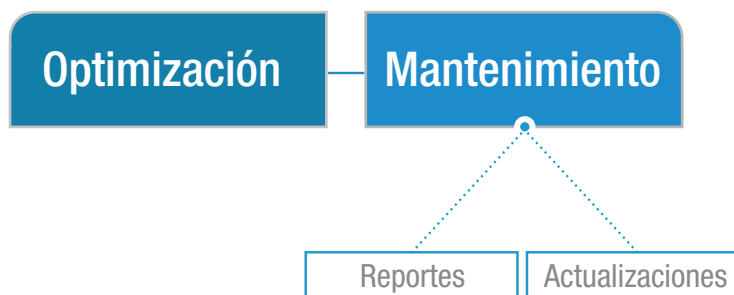 Optimización
Mantenimiento
Reportes
Actualizaciones